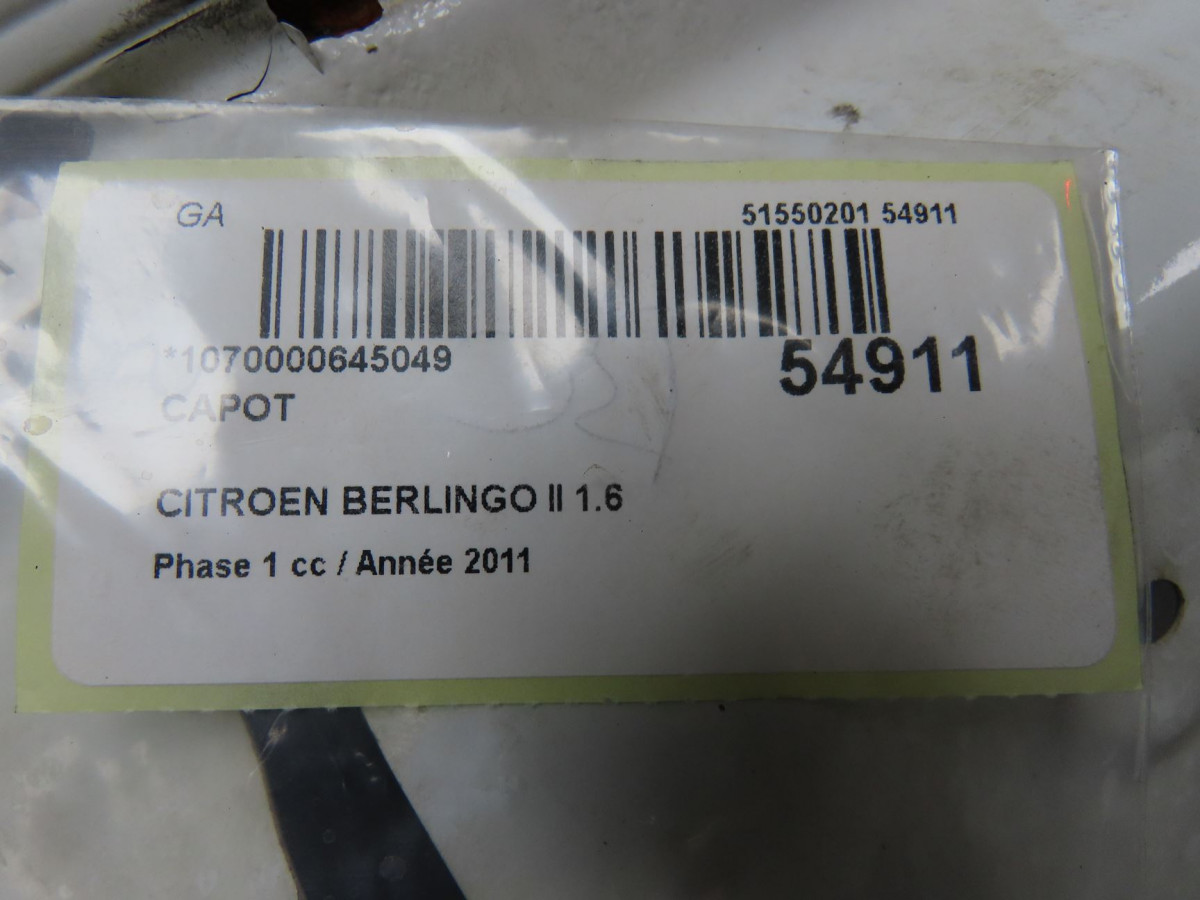 GA 51550201 54911
*1070000645049 54911
CAPOT
CITROEN BERLINGO II 1.6
Phase 1 cc / Année 2011